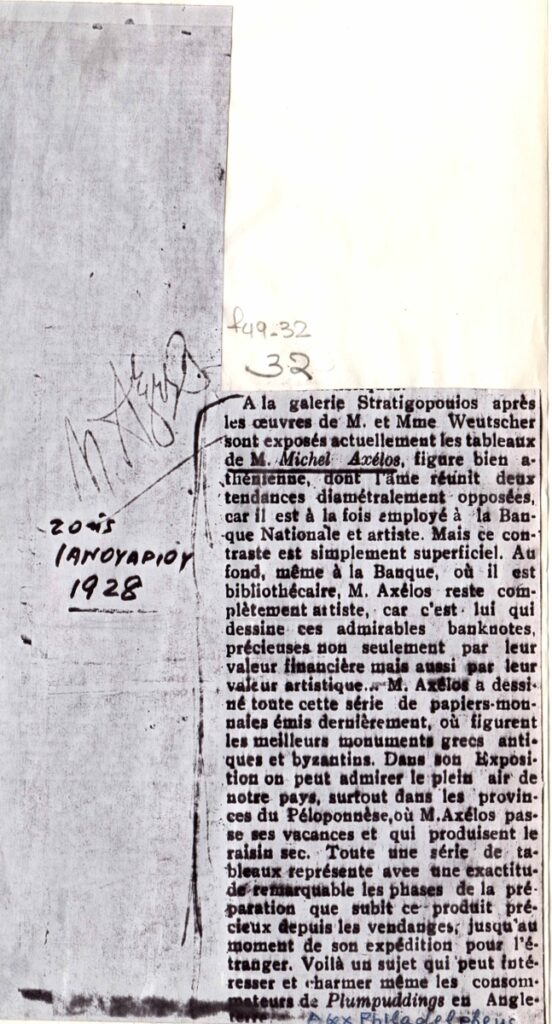 f49-32
32
A la galerie Stratigopoulos après
les œuvres de M. et Mme Weutscher
sont exposés actuellement les tableaux
de M. Michel Axélos, figure bien a-
thénienne, dont l'âme réunit deux
tendances diamétralement opposées,
car il est à la fois employé à la Ban-
que Nationale et artiste. Mais ce con-
traste est simplement superficiel. Au
fond, même à la Banque, où il est
bibliothécaire, M. Axélos reste com-
plètement artiste, car c'est lui qui
dessine ces admirables banknotes,
précieuses non seulement par leur
valeur financière mais aussi par leur
valeur artistique... M. Axélos a dessi-
né toute cette série de papiers-mon-
naies émis dernièrement, où figurent
les meilleurs monuments grecs anti-
ques et byzantins. Dans son Exposi-
tion on peut admirer le plein air de
notre pays, surtout dans les provin-
ces du Péloponnèse, où M. Axélos pas-
se ses vacances et qui produisent le
raisin sec. Toute une série de ta-
bleaux représente avec une exactitu-
de remarquable les phases de la pré-
paration que subit ce produit pré-
cieux depuis les vendanges, jusqu'au
moment de son expédition pour l'é-
tranger. Voilà un sujet qui peut inté-
resser et charmer même les consom-
mateurs de Plumpuddings en Angle-
terre.
Alex Philadelpheus
ΙΑΝΟΥΑΡΙΟΥ
1928